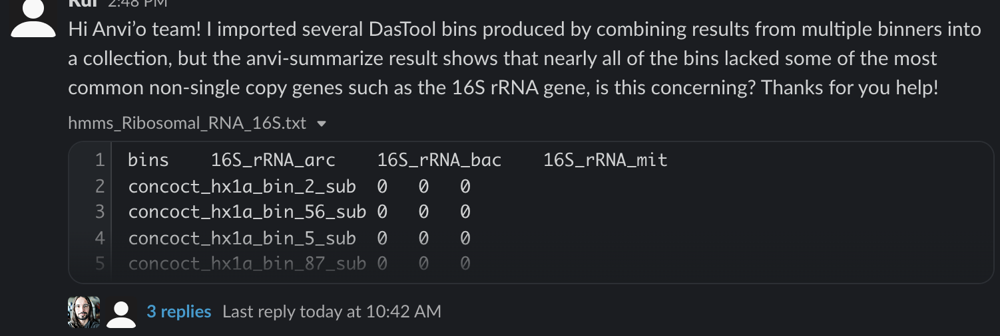 Rui 2:48 PM
Hi Anvi’o team! I imported several DasTool bins produced by combining results from multiple binners into
a collection, but the anvi-summarize result shows that nearly all of the bins lacked some of the most
common non-single copy genes such as the 16S rRNA gene, is this concerning? Thanks for you help!
hmms_Ribosomal_RNA_16S.txt
1 bins 16S_rRNA_arc 16S_rRNA_bac 16S_rRNA_mit
2 concoct_hx1a_bin_2_sub 0 0 0
3 concoct_hx1a_bin_56_sub 0 0 0
4 concoct_hx1a_bin_5_sub 0 0 0
5 concoct_hx1a_bin_87_sub 0 0 0
3 replies Last reply today at 10:42 AM